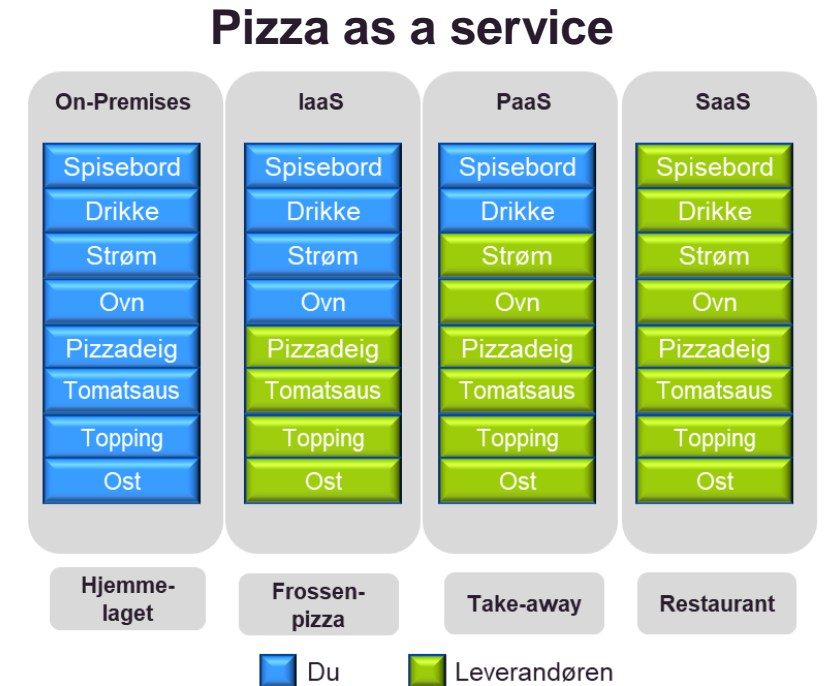 Pizza as a service
On-Premises
Spisebord
Drikke
Strøm
Ovn
Pizzadeig
Tomatsaus
Topping
Ost
Hjemme-
laget
IaaS
Spisebord
Drikke
Strøm
Ovn
Pizzadeig
Tomatsaus
Topping
Ost
Frossen-
pizza
PaaS
Spisebord
Drikke
Strøm
Ovn
Pizzadeig
Tomatsaus
Topping
Ost
Take-away
SaaS
Spisebord
Drikke
Strøm
Ovn
Pizzadeig
Tomatsaus
Topping
Ost
Restaurant
Du
Leverandøren